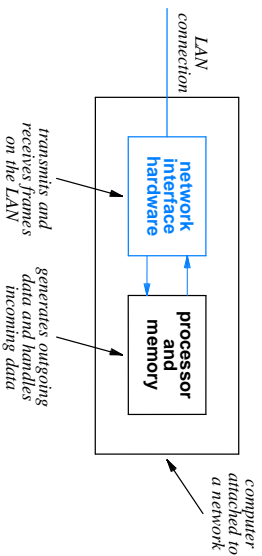 LAN
connection
network
interface
hardware
processor
and
memory
computer
attached to
a network
transmits and
receives frames
on the LAN
generates outgoing
data and handles
incoming data